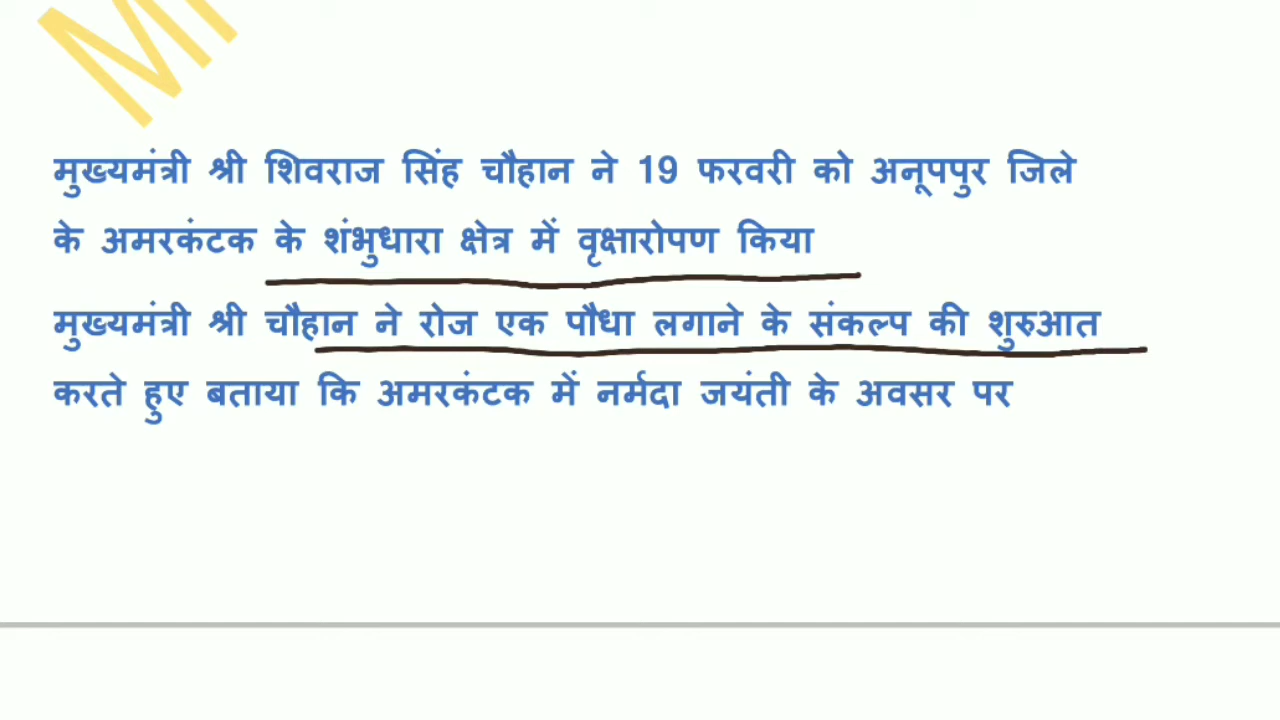 मुख्यमंत्री श्री शिवराज सिंह चौहान ने 19 फरवरी को अनूपपुर जिले
के अमरकंटक के शंभुधारा क्षेत्र में वृक्षारोपण किया
मुख्यमंत्री श्री चौहान ने रोज एक पौधा लगाने के संकल्प की शुरुआत
करते हुए बताया कि अमरकंटक में नर्मदा जयंती के अवसर पर